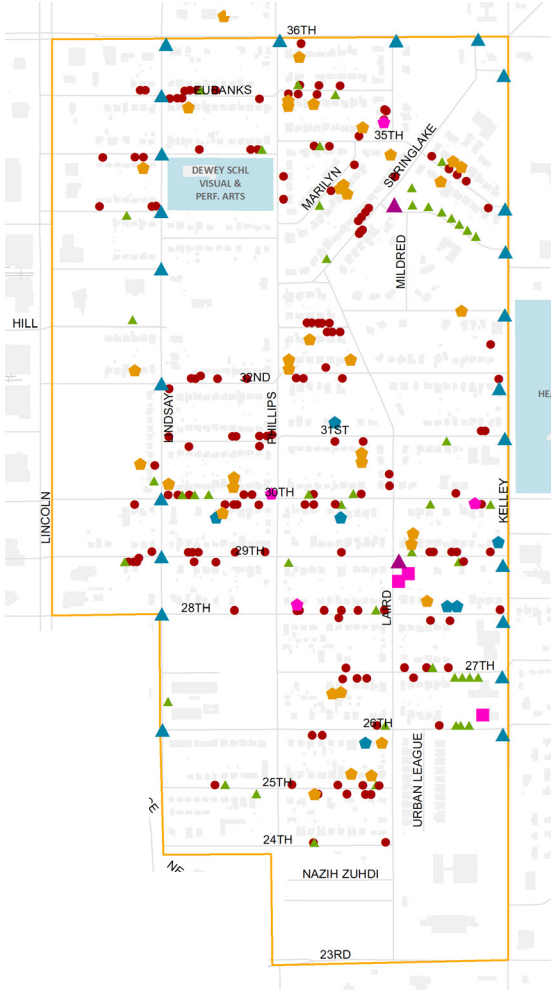 36TH
EUBANKS
35TH
DEWEY SCHL
VISUAL &
PERF. ARTS
MARILYN
SPRINGLAKE
MILDRED
HILL
32ND
HEA
LINDSAY
PHILLIPS
31ST
30TH
LINCOLN
KELLEY
29TH
28TH
LAIRD
27TH
26TH
URBAN LEAGUE
25TH
24TH
NAZIH ZUHDI
23RD